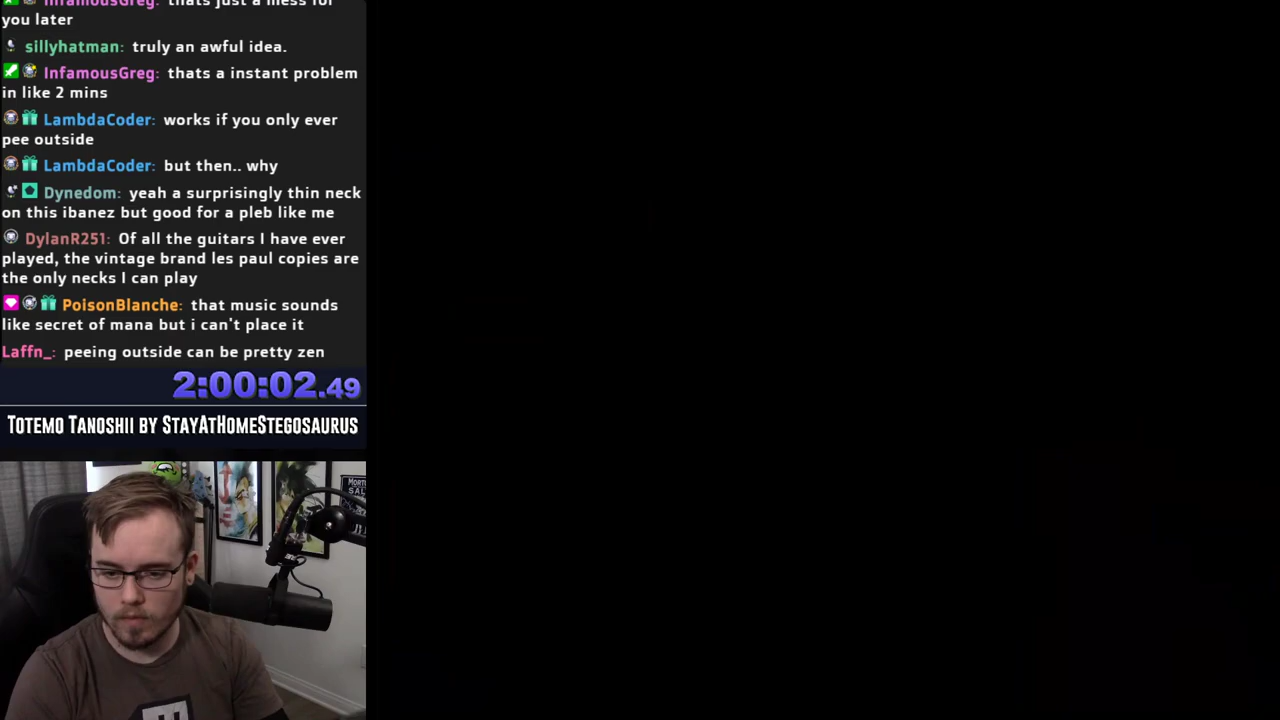 InfamousGreg: thats just a mess for
you later
sillyhatman: truly an awful idea.
InfamousGreg: thats a instant problem
in like 2 mins
LambdaCoder: works if you only ever
pee outside
LambdaCoder: but then.. why
Dynedom: yeah a surprisingly thin neck
on this ibanez but good for a pleb like me
DylanR251: Of all the guitars I have ever
played, the vintage brand les paul copies are
the only necks I can play
PoisonBlanche: that music sounds
like secret of mana but i can't place it
Laffn_: peeing outside can be pretty zen
2:00:02.49
TOTEMO TANOSHII BY STAYATHOMESTEGOSAURUS
MORTON
SALT